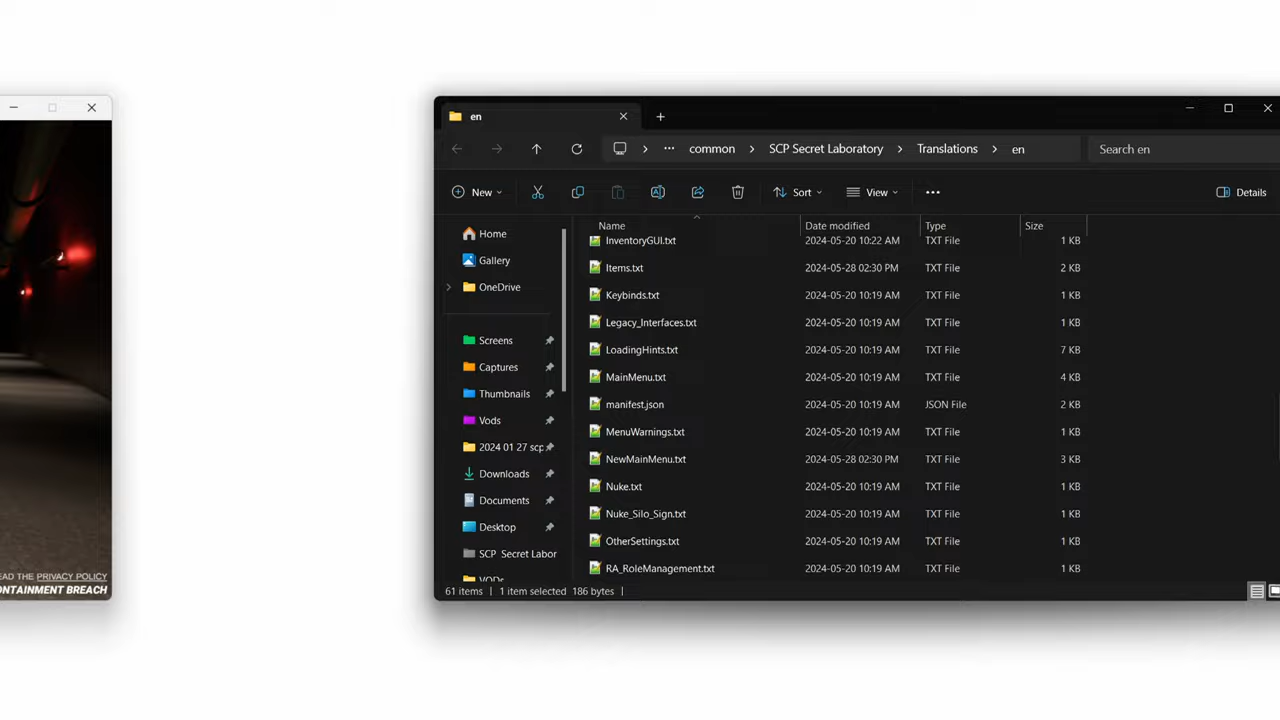 en
common
SCP Secret Laboratory
Translations
en
Search en
New
Sort
View
Details
Home
Gallery
OneDrive
Screens
Captures
Thumbnails
Vods
2024 01 27 scp
Downloads
Documents
Desktop
SCP Secret Labor
VODs
Name Date modified Type Size
InventoryGUI.txt 2024-05-20 10:22 AM TXT File 1 KB
Items.txt 2024-05-28 02:30 PM TXT File 2 KB
Keybinds.txt 2024-05-20 10:19 AM TXT File 1 KB
Legacy_Interfaces.txt 2024-05-20 10:19 AM TXT File 1 KB
LoadingHints.txt 2024-05-20 10:19 AM TXT File 7 KB
MainMenu.txt 2024-05-20 10:19 AM TXT File 4 KB
manifest.json 2024-05-20 10:19 AM JSON File 2 KB
MenuWarnings.txt 2024-05-20 10:19 AM TXT File 1 KB
NewMainMenu.txt 2024-05-28 02:30 PM TXT File 3 KB
Nuke.txt 2024-05-20 10:19 AM TXT File 1 KB
Nuke_Silo_Sign.txt 2024-05-20 10:19 AM TXT File 1 KB
OtherSettings.txt 2024-05-20 10:19 AM TXT File 1 KB
RA_RoleManagement.txt 2024-05-20 10:19 AM TXT File 1 KB
61 items | 1 item selected 186 bytes |
EAD THE PRIVACY POLICY
ONTAINMENT BREACH